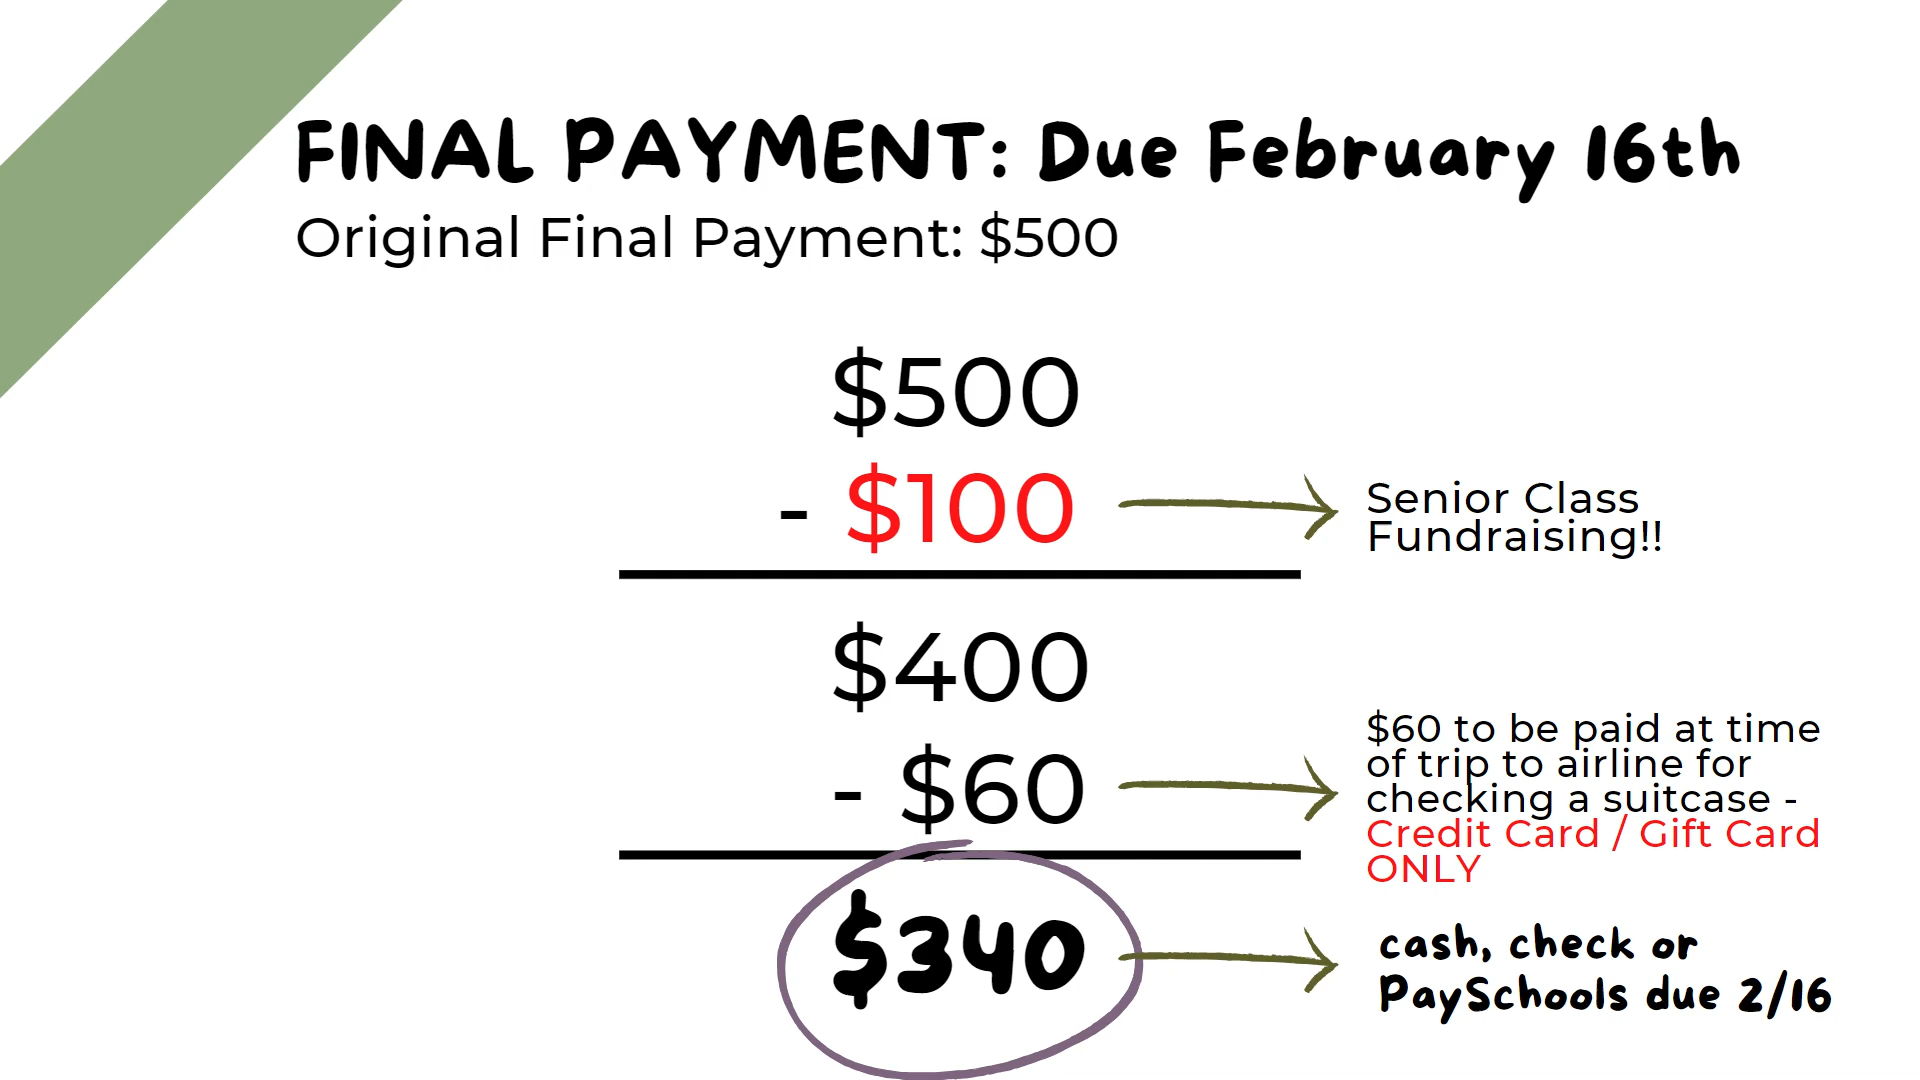 FINAL PAYMENT: Due February 16th
Original Final Payment: $500
$500
- $100
Senior Class
Fundraising!!
$400
- $60
$60 to be paid at time
of trip to airline for
checking a suitcase -
Credit Card / Gift Card
ONLY
$340
cash, check or
PaySchools due 2/16